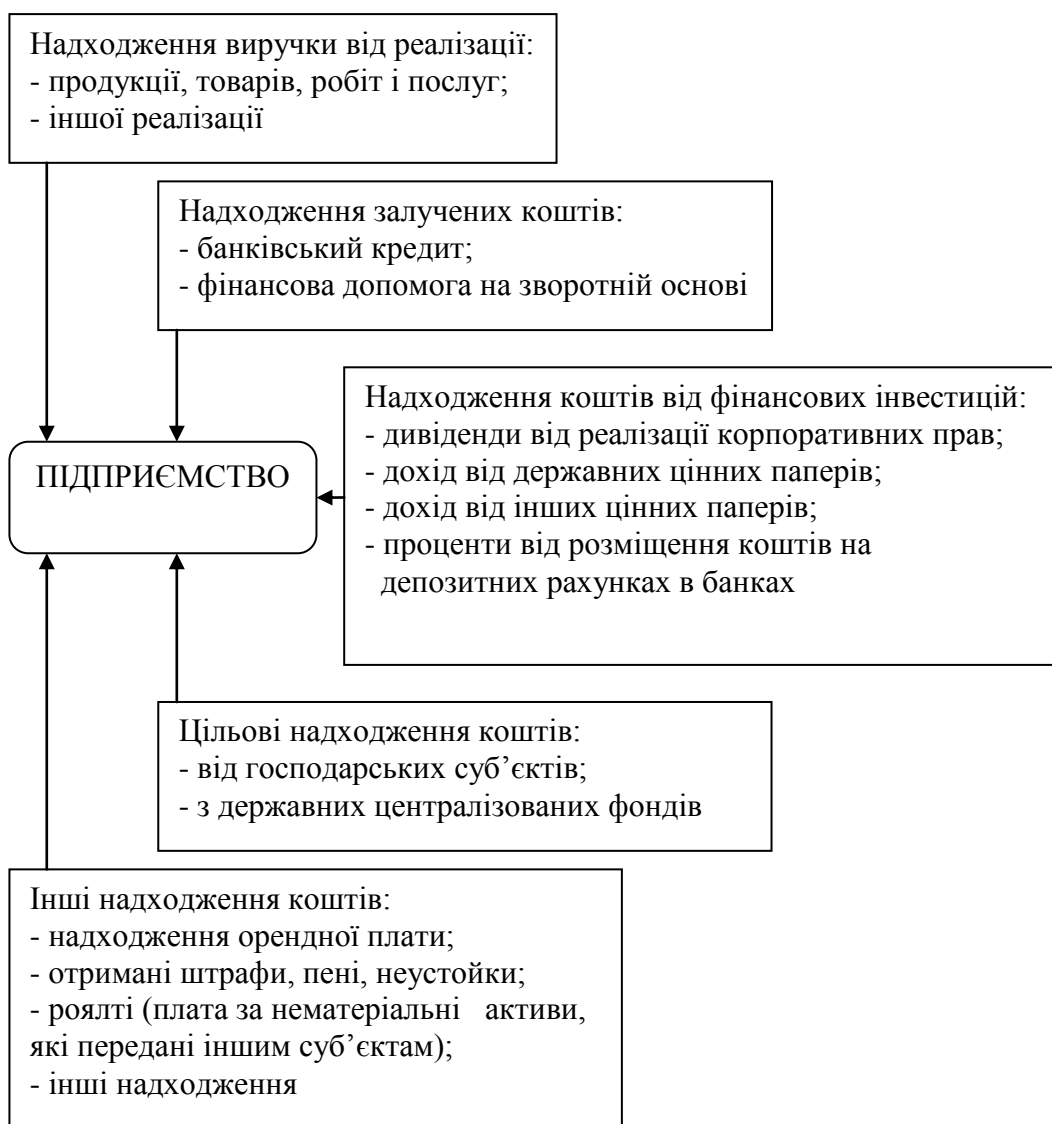 Надходження виручки від реалізації:
- продукції, товарів, робіт і послуг;
- іншої реалізації
Надходження залучених коштів:
- банківський кредит;
- фінансова допомога на зворотній основі
Надходження коштів від фінансових інвестицій:
- дивіденди від реалізації корпоративних прав;
- дохід від державних цінних паперів;
- дохід від інших цінних паперів;
- проценти від розміщення коштів на
депозитних рахунках в банках
ПІДПРИЄМСТВО
Цільові надходження коштів:
- від господарських суб’єктів;
- з державних централізованих фондів
Інші надходження коштів:
- надходження орендної плати;
- отримані штрафи, пені, неустойки;
- роялті (плата за нематеріальні активи,
які передані іншим суб’єктам);
- інші надходження